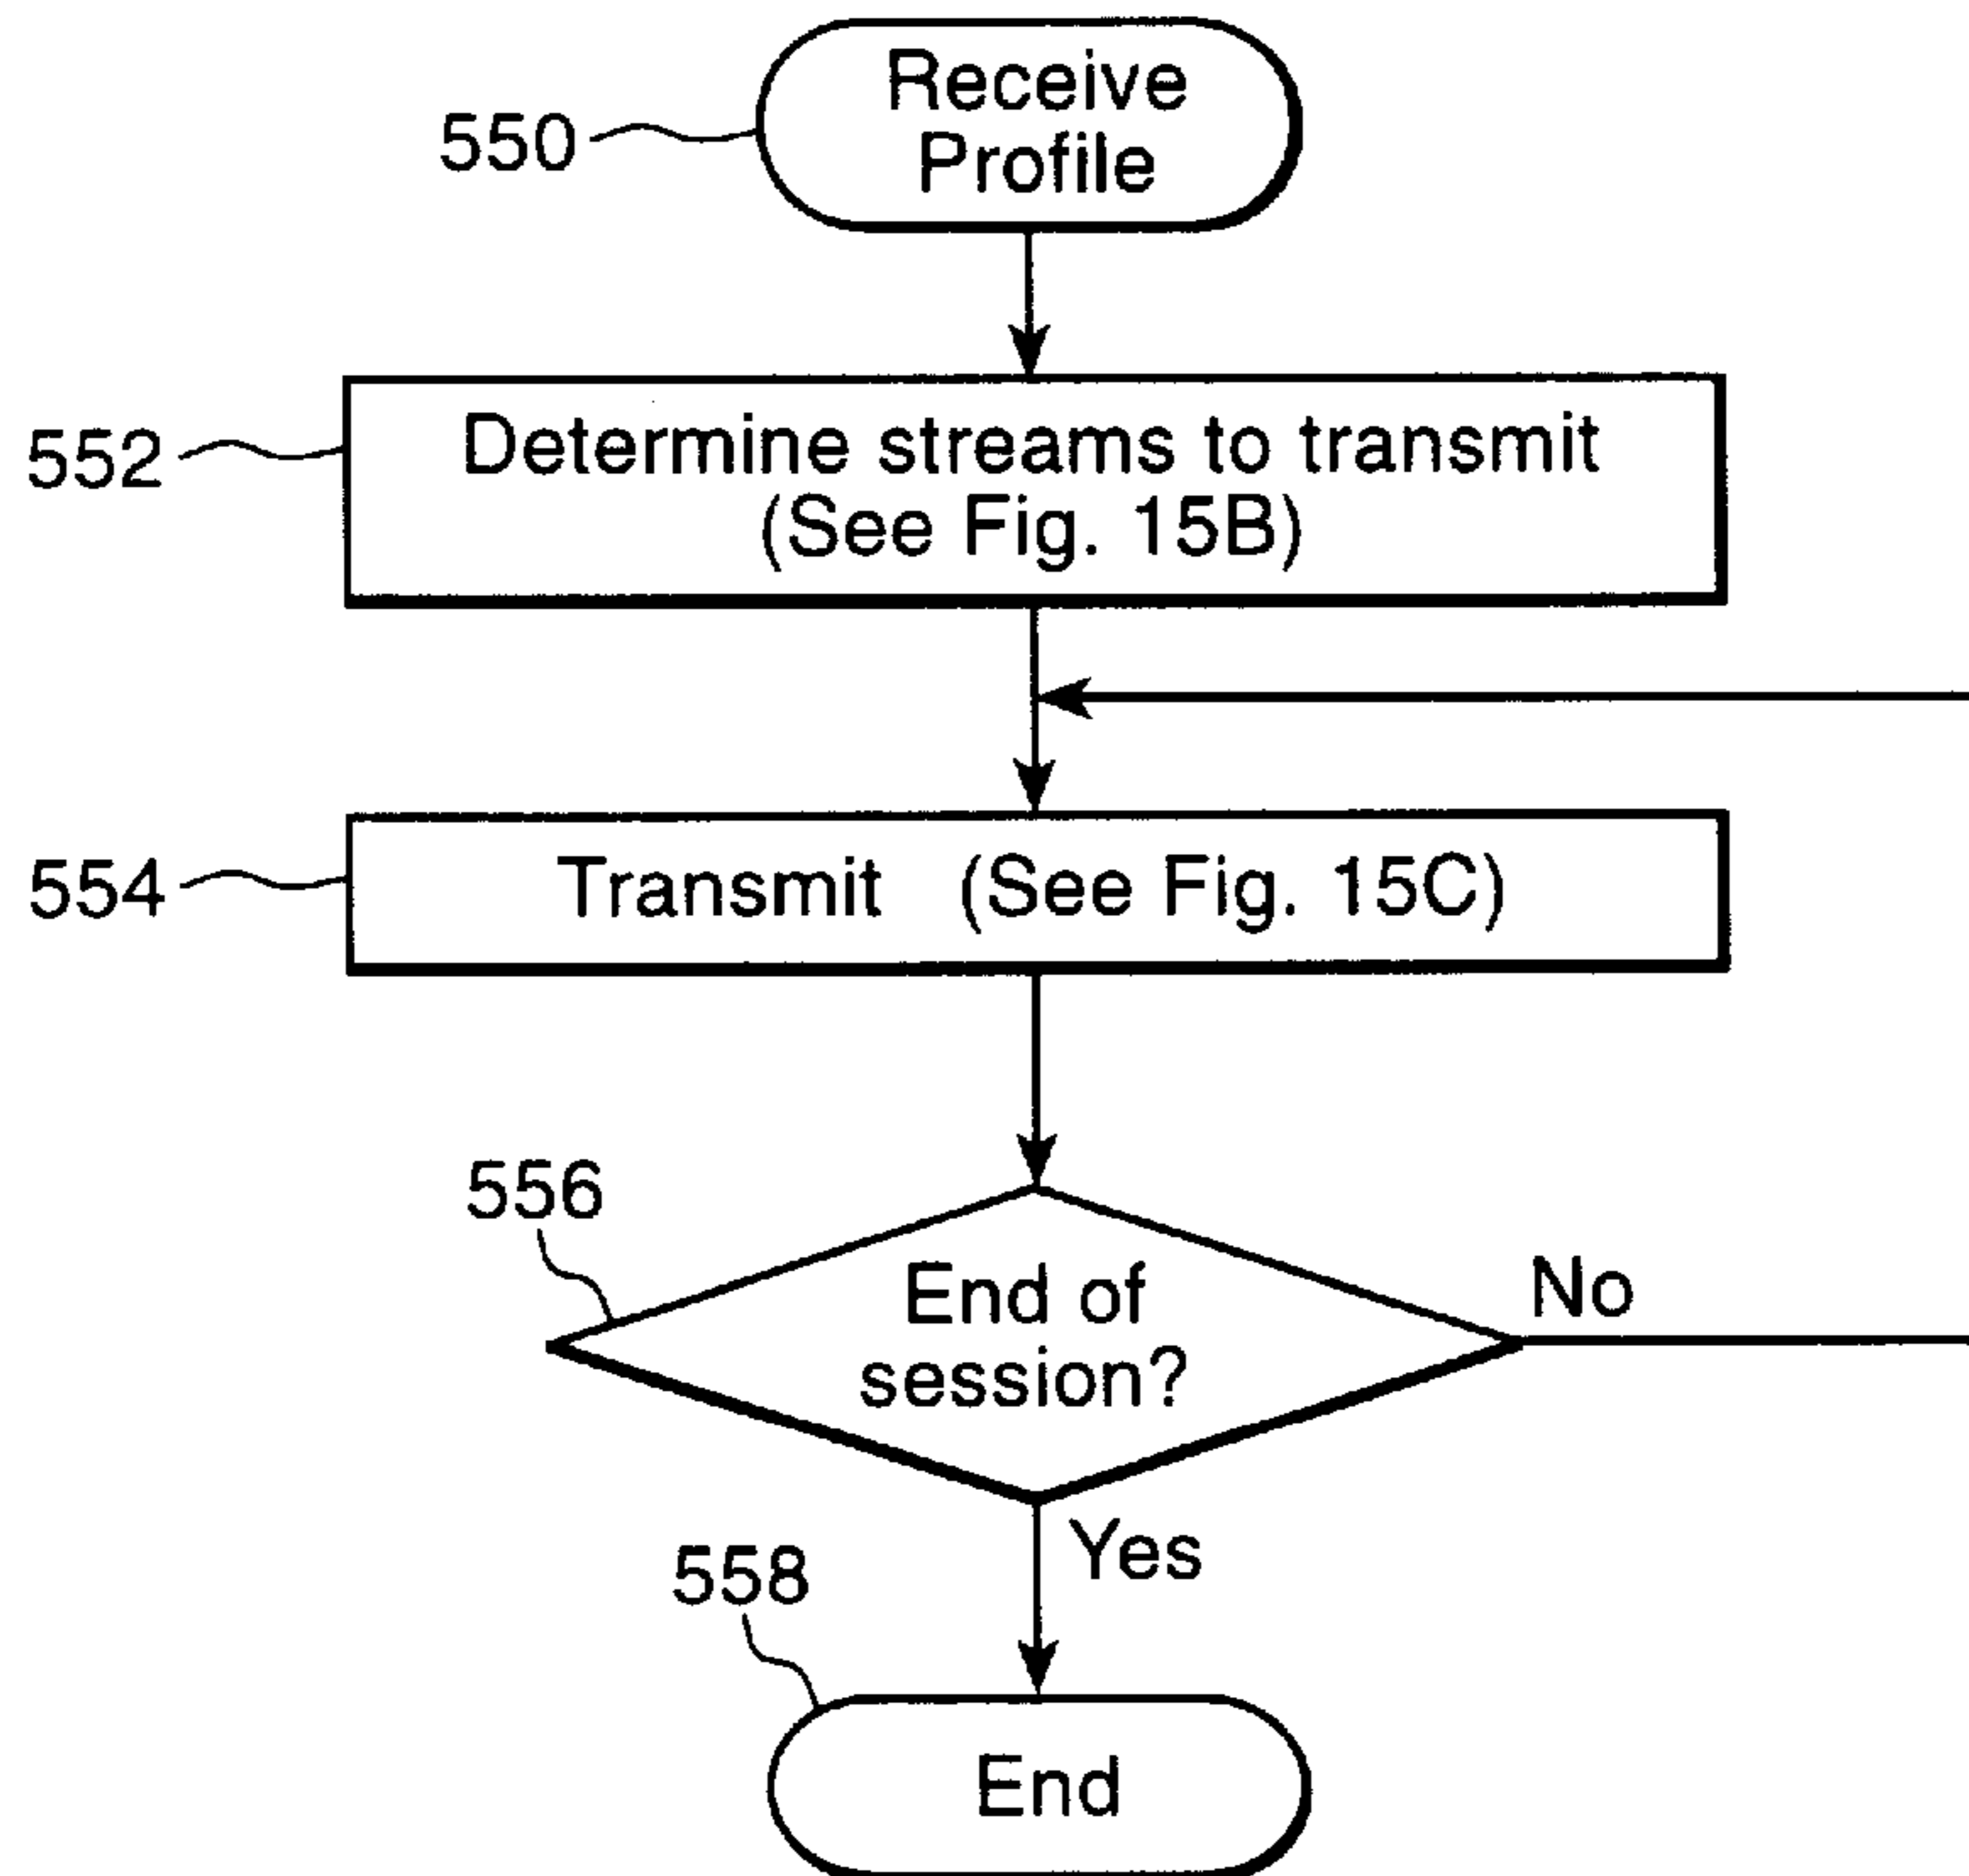 550
Receive
Profile
552
Determine streams to transmit
(See Fig. 15B)
554
Transmit (See Fig. 15C)
556
End of
session?
No
Yes
558
End